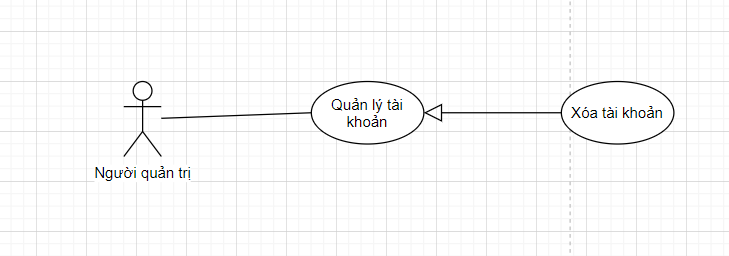 Quản lý tài
khoản
Xóa tài khoản
Người quản trị